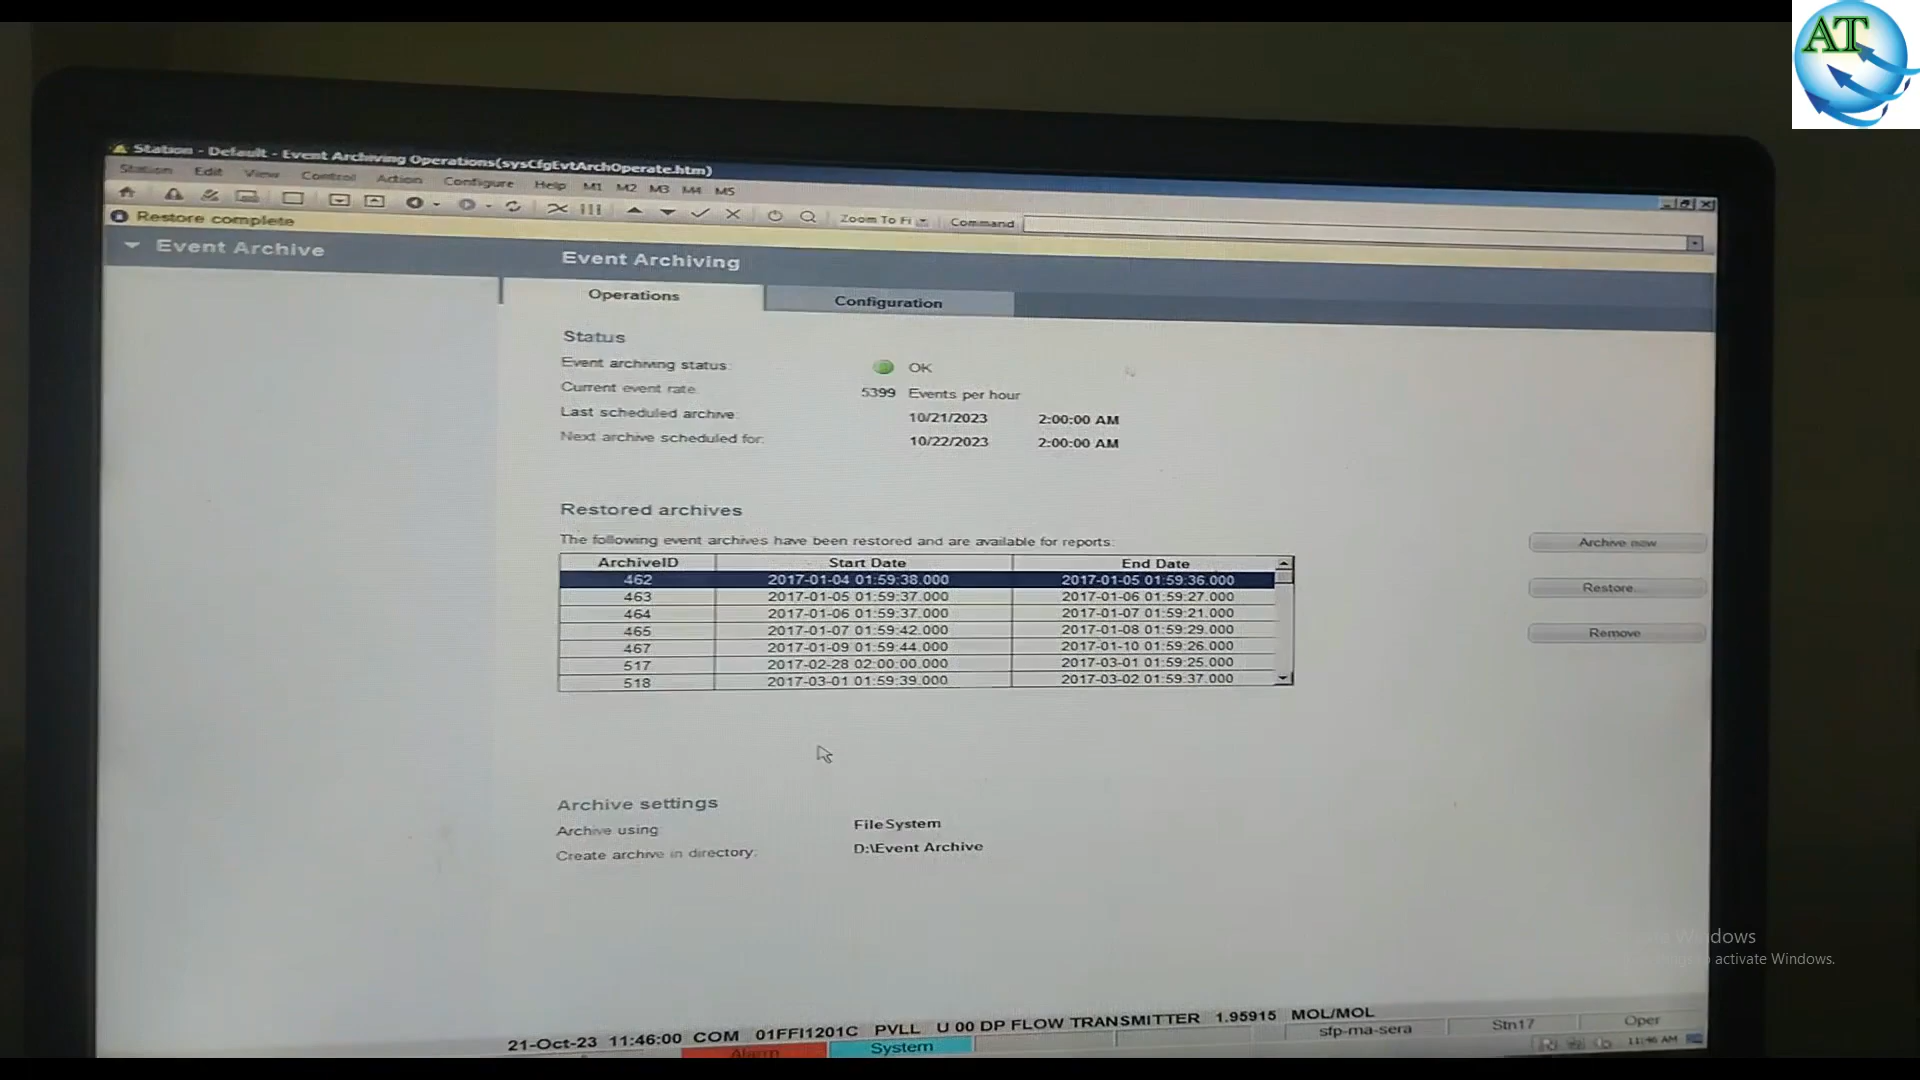 AT
Station - Default - Event Archiving Operations(sysCfgEvtArchOperate.htm)
Station Edit View Control Action Configure Help M1 M2 M3 M4 M5
Zoom To Fi Command
Restore complete
Event Archive
Event Archiving
Operations Configuration
Status
Event archiving status: OK
Current event rate: 5399 Events per hour
Last scheduled archive: 10/21/2023 2:00:00 AM
Next archive scheduled for: 10/22/2023 2:00:00 AM
Restored archives
The following event archives have been restored and are available for reports:
ArchiveID Start Date End Date
462 2017-01-04 01:59:38.000 2017-01-05 01:59:36.000
463 2017-01-05 01:59:37.000 2017-01-06 01:59:27.000
464 2017-01-06 01:59:37.000 2017-01-07 01:59:21.000
465 2017-01-07 01:59:42.000 2017-01-08 01:59:29.000
467 2017-01-09 01:59:44.000 2017-01-10 01:59:26.000
517 2017-02-28 02:00:00.000 2017-03-01 01:59:25.000
518 2017-03-01 01:59:39.000 2017-03-02 01:59:37.000
Archive now
Restore...
Remove
Archive settings
Archive using FileSystem
Create archive in directory: D:\Event Archive
Windows
activate Windows.
21-Oct-23 11:46:00 COM 01FFI1201C PVLL U 00 DP FLOW TRANSMITTER 1.95915 MOL/MOL
Alarm System sfp-ma-sera Stn17 Oper
11:46 AM